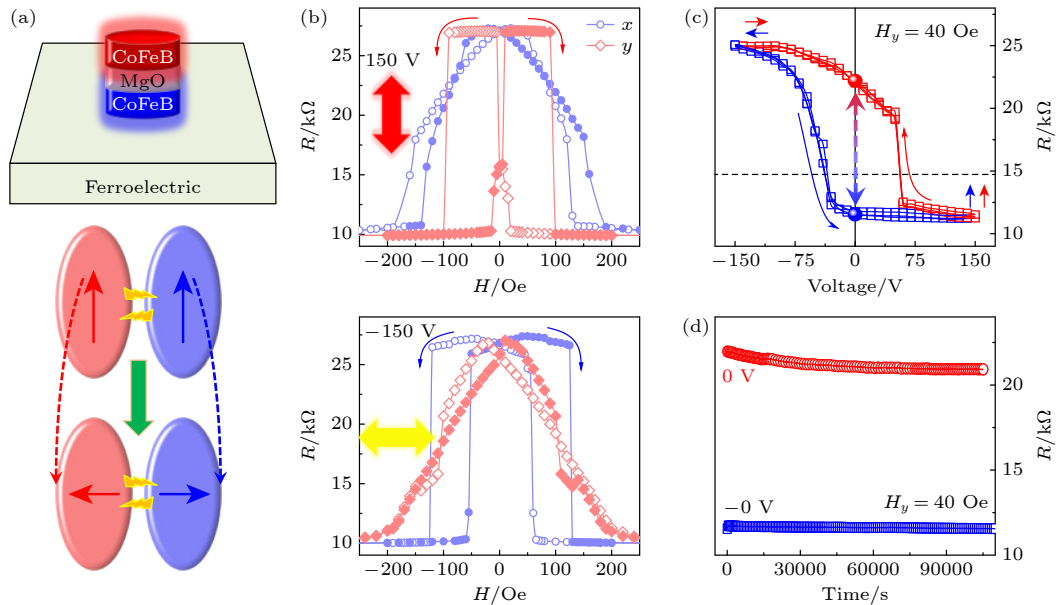 (a)
CoFeB
MgO
CoFeB
Ferroelectric
(b)
x
y
150 V
R/kΩ
25
20
15
10
−200 −100 0 100 200
H/Oe
−150 V
R/kΩ
25
20
15
10
−200 −100 0 100 200
H/Oe
(c)
H_y = 40 Oe
R/kΩ
25
20
15
10
−150 −75 0 75 150
Voltage/V
(d)
0 V
−0 V
H_y = 40 Oe
R/kΩ
20
15
10
0 30000 60000 90000
Time/s